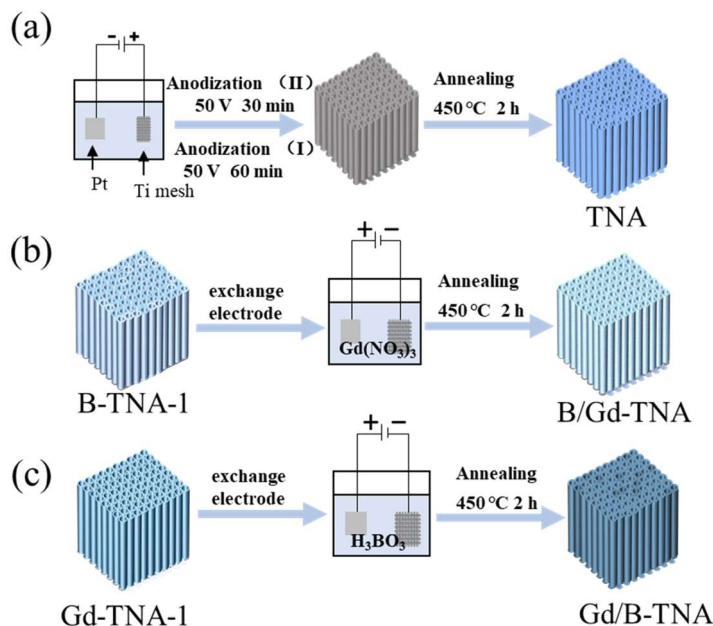 (a)
- +
Pt
Ti mesh
Anodization (II)
50 V 30 min
Anodization (I)
50 V 60 min
Annealing
450 °C 2 h
TNA
(b)
B-TNA-1
exchange
electrode
+ −
Gd(NO₃)₃
Annealing
450 °C 2 h
B/Gd-TNA
(c)
Gd-TNA-1
exchange
electrode
+ −
H₃BO₃
Annealing
450 °C 2 h
Gd/B-TNA